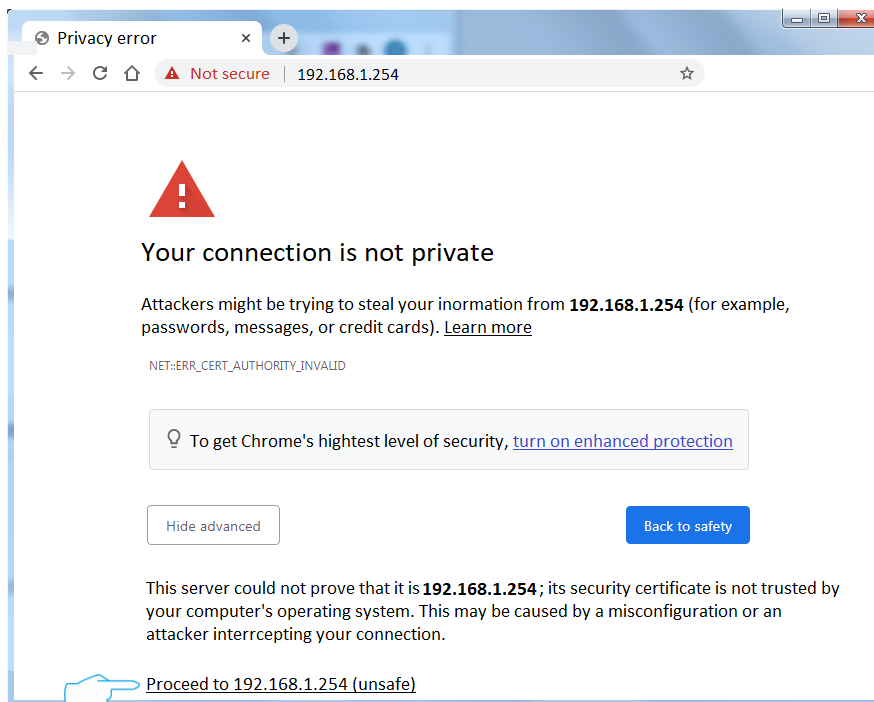 Privacy error
Not secure 192.168.1.254
Your connection is not private
Attackers might be trying to steal your inormation from 192.168.1.254 (for example,
passwords, messages, or credit cards). Learn more
NET::ERR_CERT_AUTHORITY_INVALID
To get Chrome's hightest level of security, turn on enhanced protection
Hide advanced
Back to safety
This server could not prove that it is 192.168.1.254; its security certificate is not trusted by
your computer's operating system. This may be caused by a misconfiguration or an
attacker interrcepting your connection.
Proceed to 192.168.1.254 (unsafe)